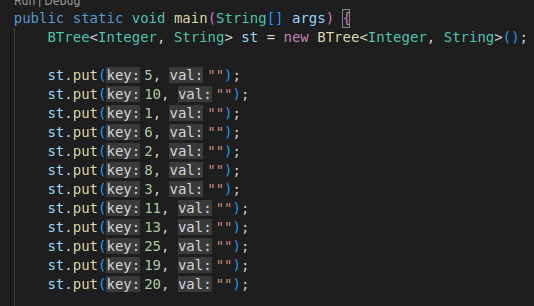 Run | Debug
public static void main(String[] args) {
BTree<Integer, String> st = new BTree<Integer, String>();
st.put(key: 5, val: "");
st.put(key: 10, val: "");
st.put(key: 1, val: "");
st.put(key: 6, val: "");
st.put(key: 2, val: "");
st.put(key: 8, val: "");
st.put(key: 3, val: "");
st.put(key: 11, val: "");
st.put(key: 13, val: "");
st.put(key: 25, val: "");
st.put(key: 19, val: "");
st.put(key: 20, val: "");